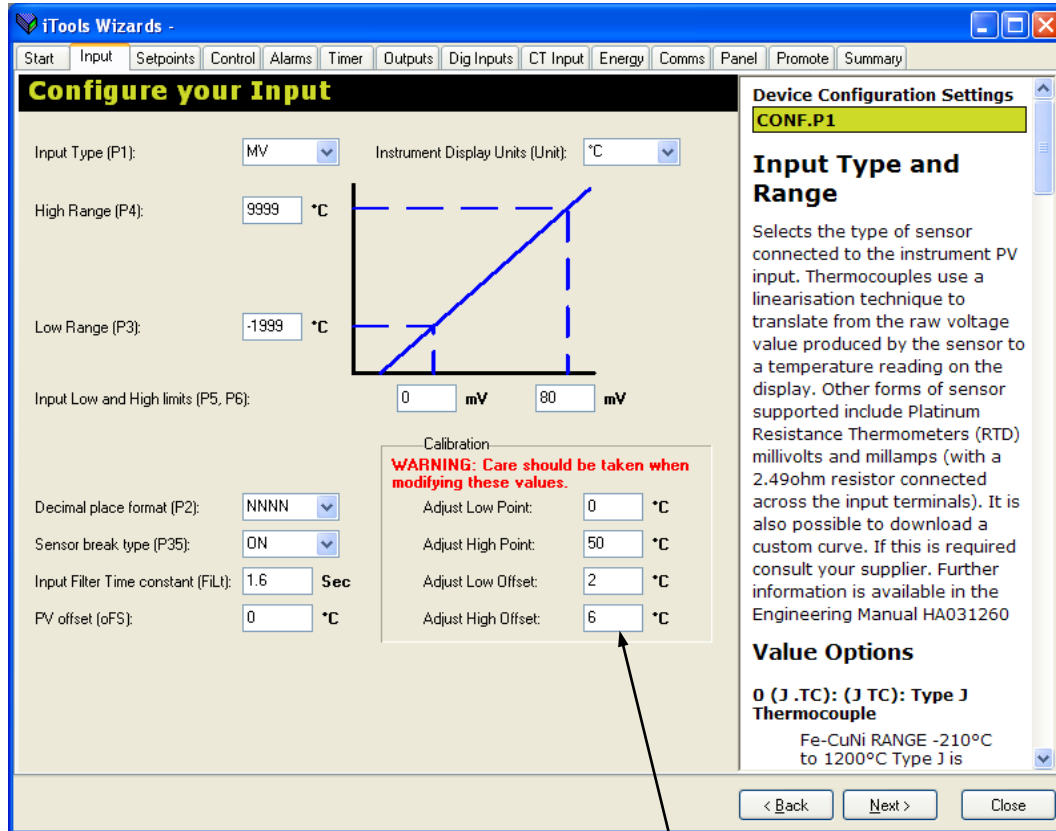 iTools Wizards -
Start Input Setpoints Control Alarms Timer Outputs Dig Inputs CT Input Energy Comms Panel Promote Summary
Configure your Input
Input Type (P1): MV Instrument Display Units (Unit): °C
High Range (P4): 9999 °C
Low Range (P3): -1999 °C
Input Low and High limits (P5, P6): 0 mV 80 mV
Calibration
WARNING: Care should be taken when
modifying these values.
Decimal place format (P2): NNNN Adjust Low Point: 0 °C
Sensor break type (P35): ON Adjust High Point: 50 °C
Input Filter Time constant (FiLt): 1.6 Sec Adjust Low Offset: 2 °C
PV offset (oFS): 0 °C Adjust High Offset: 6 °C
Device Configuration Settings
CONF.P1
Input Type and
Range
Selects the type of sensor
connected to the instrument PV
input. Thermocouples use a
linearisation technique to
translate from the raw voltage
value produced by the sensor to
a temperature reading on the
display. Other forms of sensor
supported include Platinum
Resistance Thermometers (RTD)
millivolts and millamps (with a
2.49ohm resistor connected
across the input terminals). It is
also possible to download a
custom curve. If this is required
consult your supplier. Further
information is available in the
Engineering Manual HA031260
Value Options
0 (J .TC): (J TC): Type J
Thermocouple
Fe-CuNi RANGE -210°C
to 1200°C Type J is
< Back Next > Close